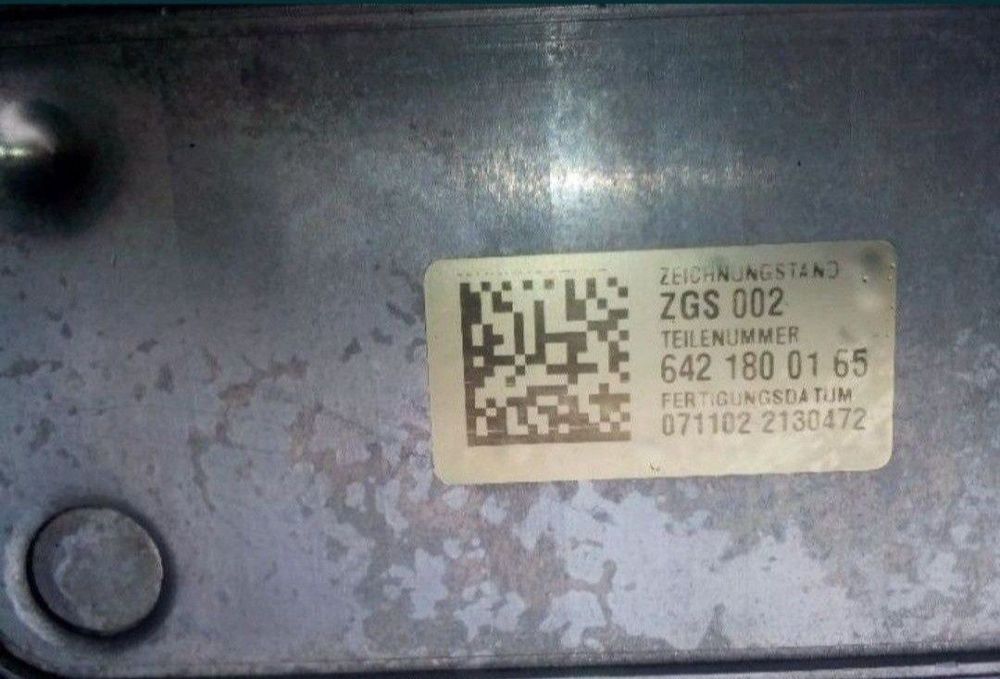 ZEICHNUNGSTAND
ZGS 002
TEILENUMMER
642 180 01 65
FERTIGUNGSDATUM
071102 2130472